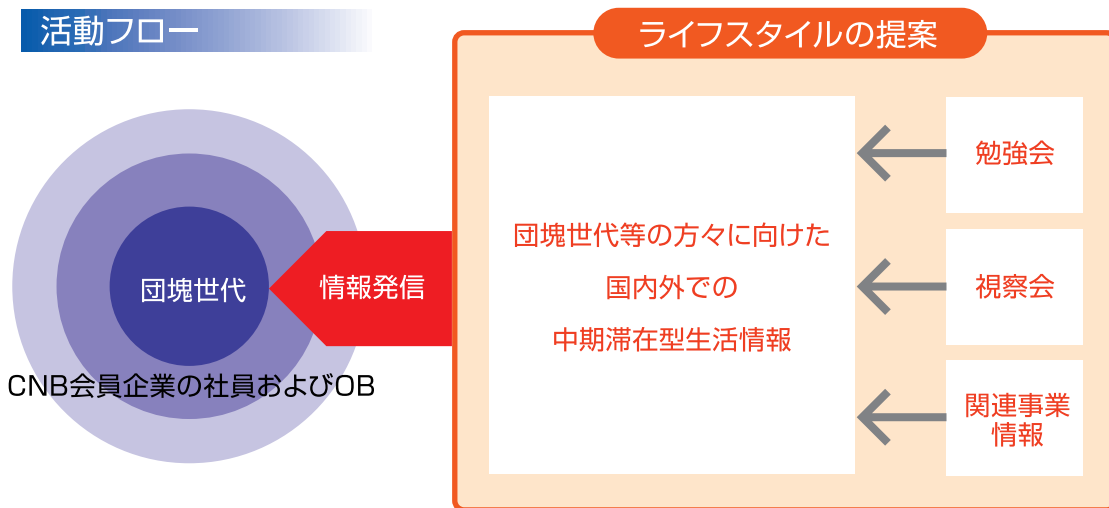 活動フロー
ライフスタイルの提案
団塊世代
CNB会員企業の社員およびOB
情報発信
団塊世代等の方々に向けた
国内外での
中期滞在型生活情報
勉強会
視察会
関連事業
情報